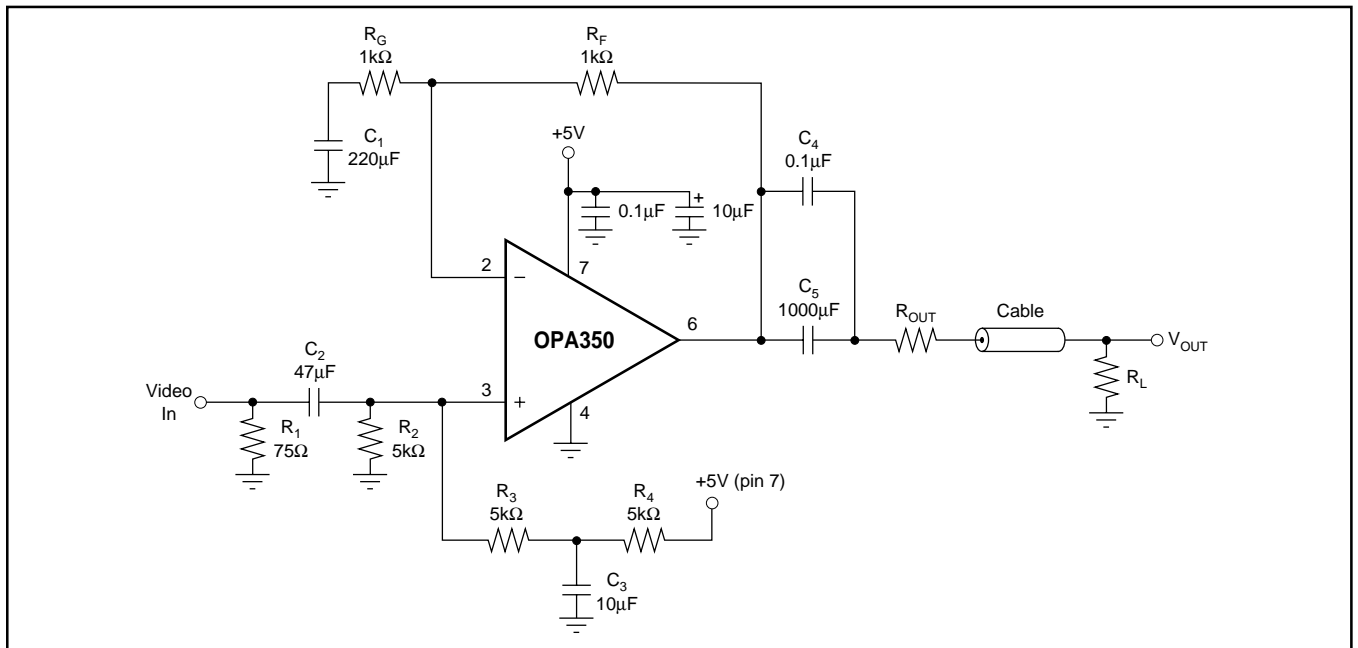 R_G
1kΩ
R_F
1kΩ
C_1
220µF
+5V
C_4
0.1µF
0.1µF
+
10µF
2
–
7
C_5
1000µF
R_OUT
Cable
OPA350
6
V_OUT
R_L
C_2
47µF
Video
In
3
+
4
R_1
75Ω
R_2
5kΩ
+5V (pin 7)
R_3
5kΩ
R_4
5kΩ
C_3
10µF